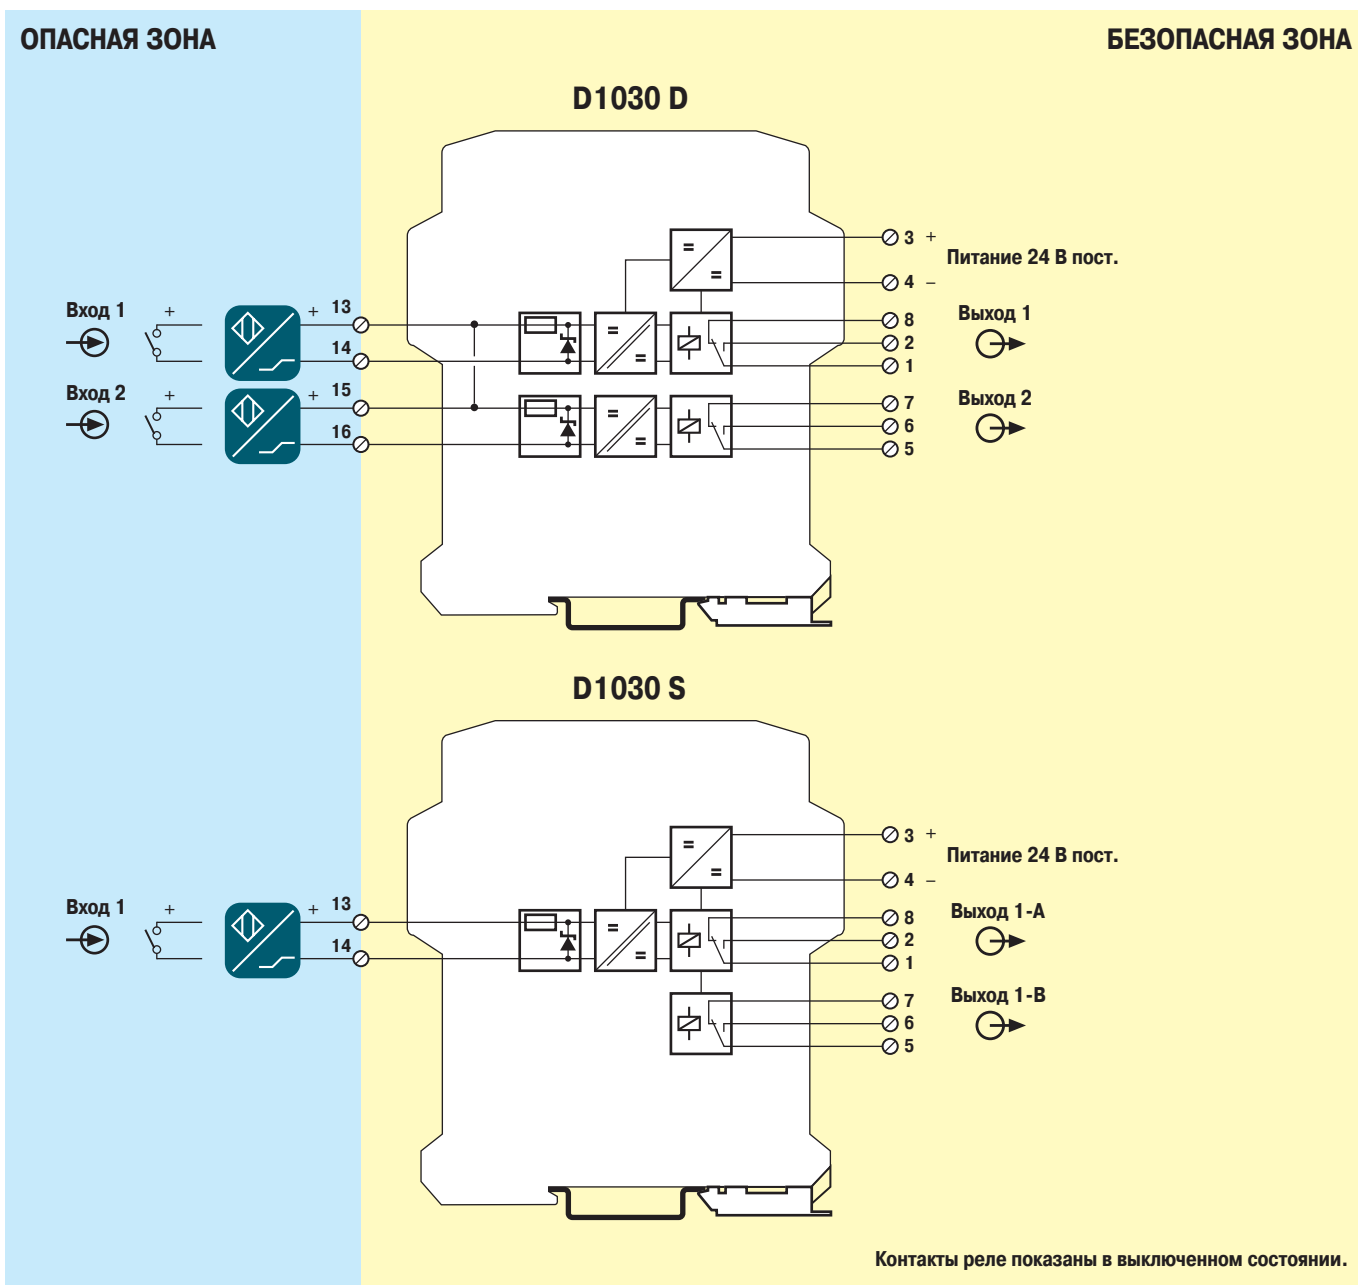 ОПАСНАЯ ЗОНА
БЕЗОПАСНАЯ ЗОНА
D1030 D
3 +
Питание 24 В пост.
4 –
Вход 1
+
+ 13
14
8
2
1
Выход 1
Вход 2
+
+ 15
16
7
6
5
Выход 2
D1030 S
3 +
Питание 24 В пост.
4 –
Вход 1
+
+ 13
14
8
2
1
Выход 1-A
7
6
5
Выход 1-B
Контакты реле показаны в выключенном состоянии.